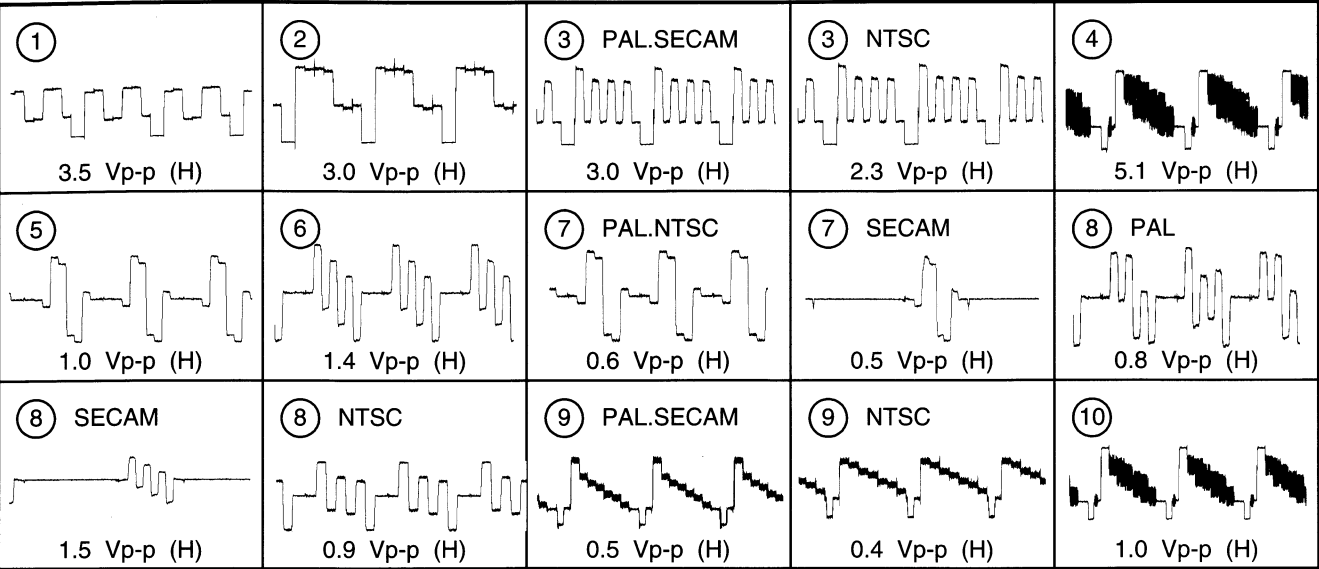 1
3.5 Vp-p (H)
2
3.0 Vp-p (H)
3 PAL.SECAM
3.0 Vp-p (H)
3 NTSC
2.3 Vp-p (H)
4
5.1 Vp-p (H)
5
1.0 Vp-p (H)
6
1.4 Vp-p (H)
7 PAL.NTSC
0.6 Vp-p (H)
7 SECAM
0.5 Vp-p (H)
8 PAL
0.8 Vp-p (H)
8 SECAM
1.5 Vp-p (H)
8 NTSC
0.9 Vp-p (H)
9 PAL.SECAM
0.5 Vp-p (H)
9 NTSC
0.4 Vp-p (H)
10
1.0 Vp-p (H)